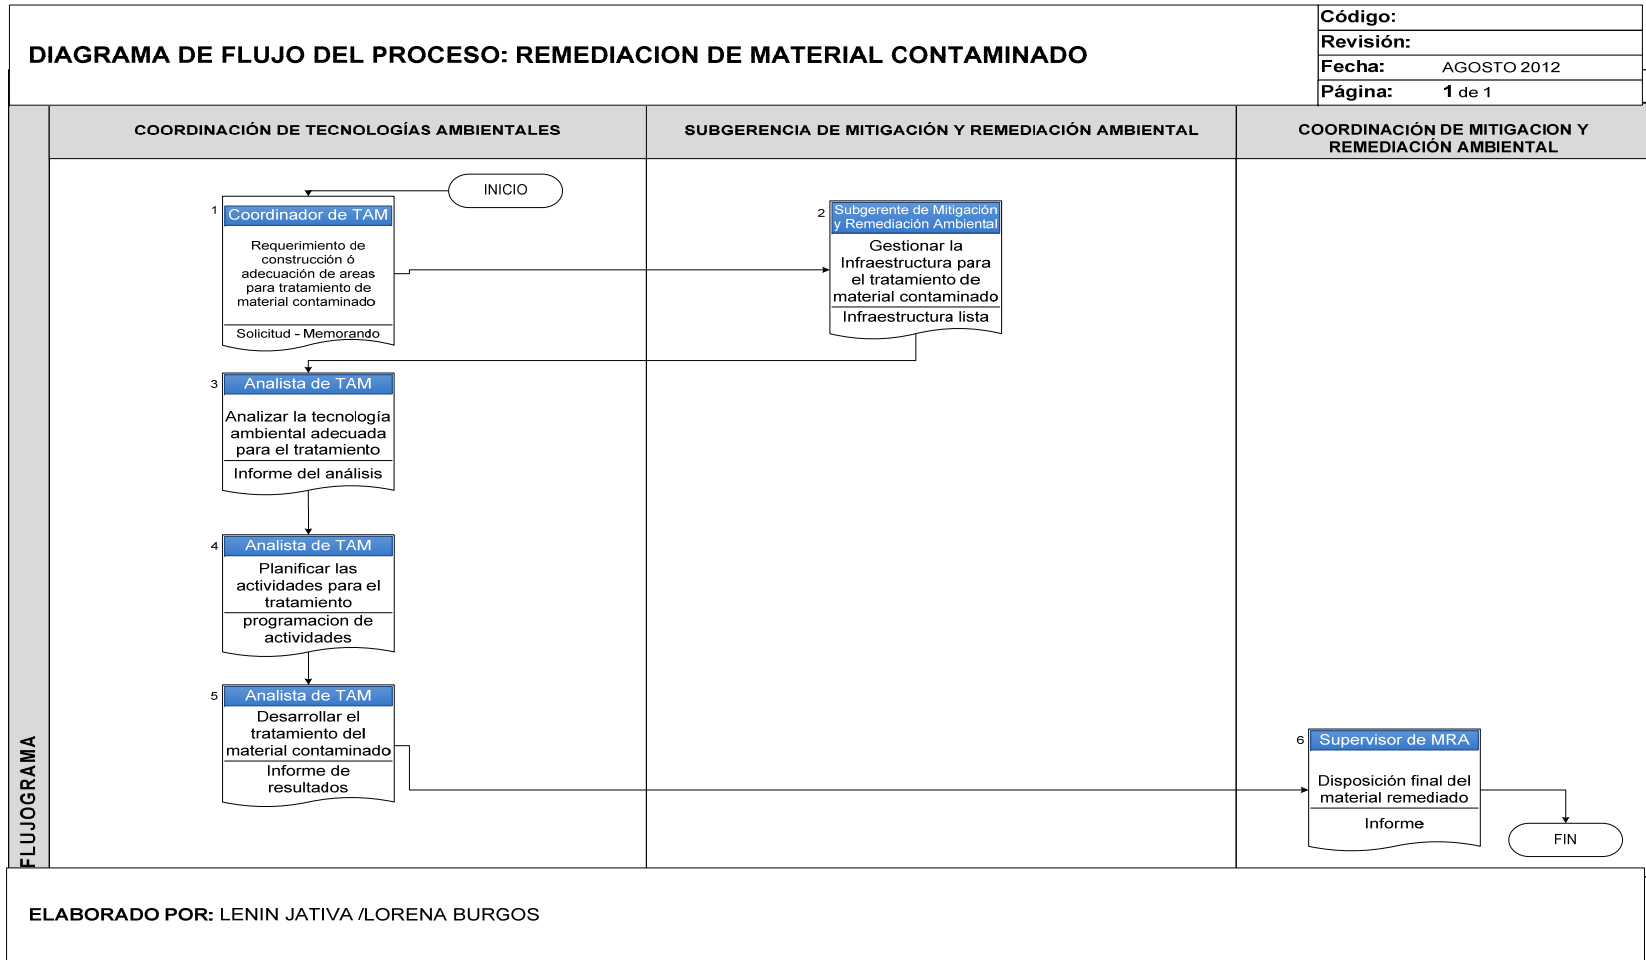 DIAGRAMA DE FLUJO DEL PROCESO: REMEDIACION DE MATERIAL CONTAMINADO
Código:
Revisión:
Fecha: AGOSTO 2012
Página: 1 de 1
COORDINACIÓN DE TECNOLOGÍAS AMBIENTALES
SUBGERENCIA DE MITIGACIÓN Y REMEDIACIÓN AMBIENTAL
COORDINACIÓN DE MITIGACION Y
REMEDIACIÓN AMBIENTAL
FLUJOGRAMA
INICIO
1
Coordinador de TAM
Requerimiento de
construcción ó
adecuación de areas
para tratamiento de
material contaminado
Solicitud - Memorando
2
Subgerente de Mitigación
y Remediación Ambiental
Gestionar la
Infraestructura para
el tratamiento de
material contaminado
Infraestructura lista
3
Analista de TAM
Analizar la tecnología
ambiental adecuada
para el tratamiento
Informe del análisis
4
Analista de TAM
Planificar las
actividades para el
tratamiento
programacion de
actividades
5
Analista de TAM
Desarrollar el
tratamiento del
material contaminado
Informe de
resultados
6
Supervisor de MRA
Disposición final del
material remediado
Informe
FIN
ELABORADO POR: LENIN JATIVA /LORENA BURGOS